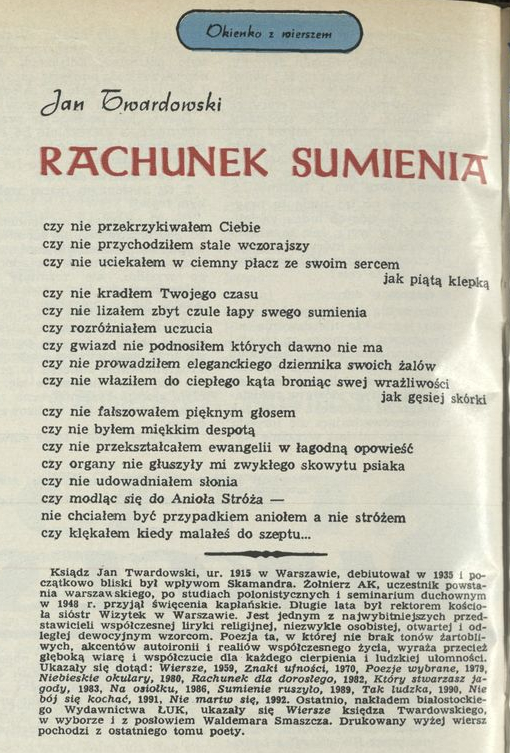 Okienko z wierszem
Jan Twardowski
RACHUNEK SUMIENIA
czy nie przekrzykiwałem Ciebie
czy nie przychodziłem stale wczorajszy
czy nie uciekałem w ciemny płacz ze swoim sercem
jak piątą klepką
czy nie kradłem Twojego czasu
czy nie lizałem zbyt czule łapy swego sumienia
czy rozróżniałem uczucia
czy gwiazd nie podnosiłem których dawno nie ma
czy nie prowadziłem eleganckiego dziennika swoich żalów
czy nie właziłem do ciepłego kąta broniąc swej wrażliwości
jak gęsiej skórki
czy nie fałszowałem pięknym głosem
czy nie byłem miękkim despotą
czy nie przekształcałem ewangelii w łagodną opowieść
czy organy nie głuszyły mi zwykłego skowytu psiaka
czy nie udowadniałem słonia
czy modląc się do Anioła Stróża —
nie chciałem być przypadkiem aniołem a nie stróżem
czy klękałem kiedy malałeś do szeptu...
Ksiądz Jan Twardowski, ur. 1915 w Warszawie, debiutował w 1935 i po-
czątkowo bliski był wpływom Skamandra. Żołnierz AK, uczestnik powsta-
nia warszawskiego, po studiach polonistycznych i seminarium duchownym
w 1948 r. przyjął święcenia kapłańskie. Długie lata był rektorem kościo-
ła sióstr Wizytek w Warszawie. Jest jednym z najwybitniejszych przed-
stawicieli współczesnej liryki religijnej, niezwykle osobistej, otwartej i od-
ległej dewocyjnym wzorcom. Poezja ta, w której nie brak tonów żartobli-
wych, akcentów autoironii i realiów współczesnego życia, wyraża przecież
głęboką wiarę i współczucie dla każdego cierpienia i ludzkiej ułomności.
Ukazały się dotąd: Wiersze, 1959, Znaki ufności, 1970, Poezje wybrane, 1979,
Niebieskie okulary, 1980, Rachunek dla dorosłego, 1982, Który stwarzasz ja-
gody, 1983, Na osiołku, 1986, Sumienie ruszyło, 1989, Tak ludzka, 1990, Nie
bój się kochać, 1991, Nie martw się, 1992. Ostatnio, nakładem białostockie-
go Wydawnictwa ŁUK, ukazały się Wiersze księdza Twardowskiego,
w wyborze i z posłowiem Waldemara Smaszcza. Drukowany wyżej wiersz
pochodzi z ostatniego tomu poety.